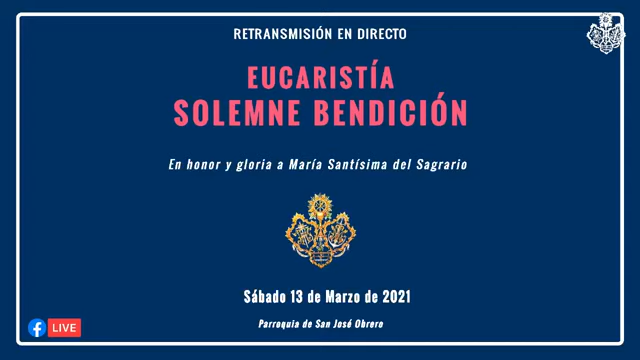 RETRANSMISIÓN EN DIRECTO
EUCARISTÍA
SOLEMNE BENDICIÓN
En honor y gloria a María Santísima del Sagrario
Sábado 13 de Marzo de 2021
Parroquia de San José Obrero
LIVE